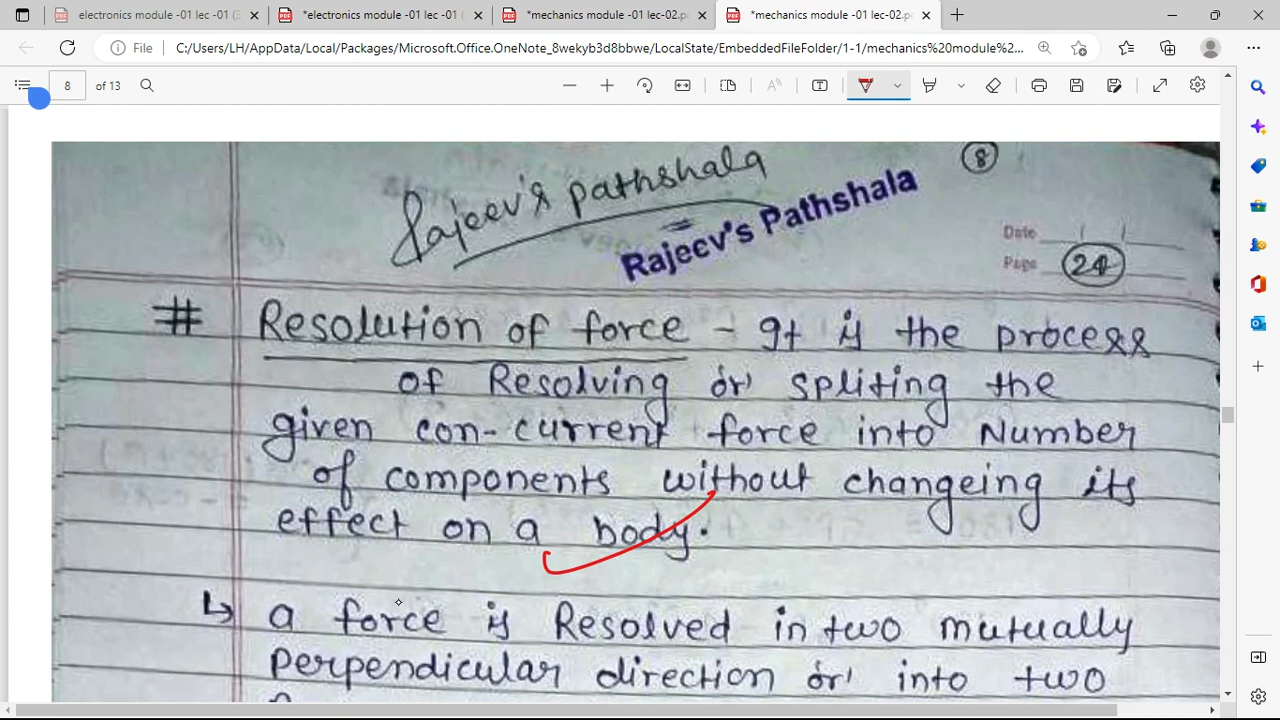 electronics module -01 lec -01 (
*electronics module -01 lec -01 (
*mechanics module -01 lec-02.p
*mechanics module -01 lec-02.p
File C:/Users/LH/AppData/Local/Packages/Microsoft.Office.OneNote_8wekyb3d8bbwe/LocalState/EmbeddedFileFolder/1-1/mechanics%20module%2...
8 of 13
Rajeev's pathshala
8
Rajeev's Pathshala
Date
Page 24
# Resolution of force - It is the process
of Resolving or spliting the
given con-current force into Number
of components without changeing its
effect on a body.
↳ a force is Resolved in two mutually
perpendicular direction or into two